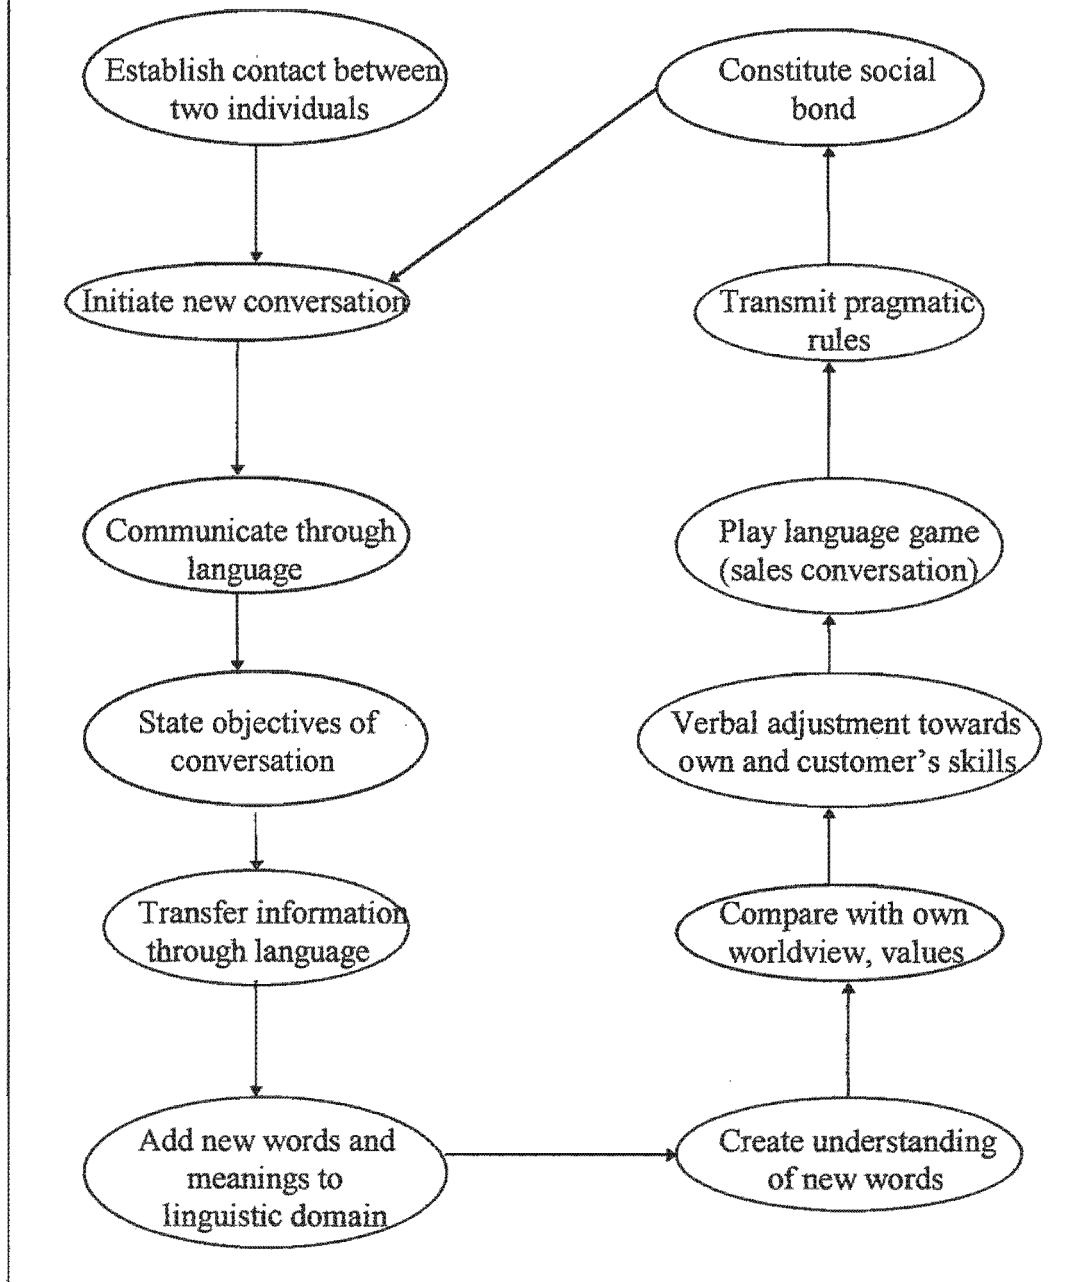 Establish contact between
two individuals
Initiate new conversation
Communicate through
language
State objectives of
conversation
Transfer information
through language
Add new words and
meanings to
linguistic domain
Create understanding
of new words
Compare with own
worldview, values
Verbal adjustment towards
own and customer's skills
Play language game
(sales conversation)
Transmit pragmatic
rules
Constitute social
bond